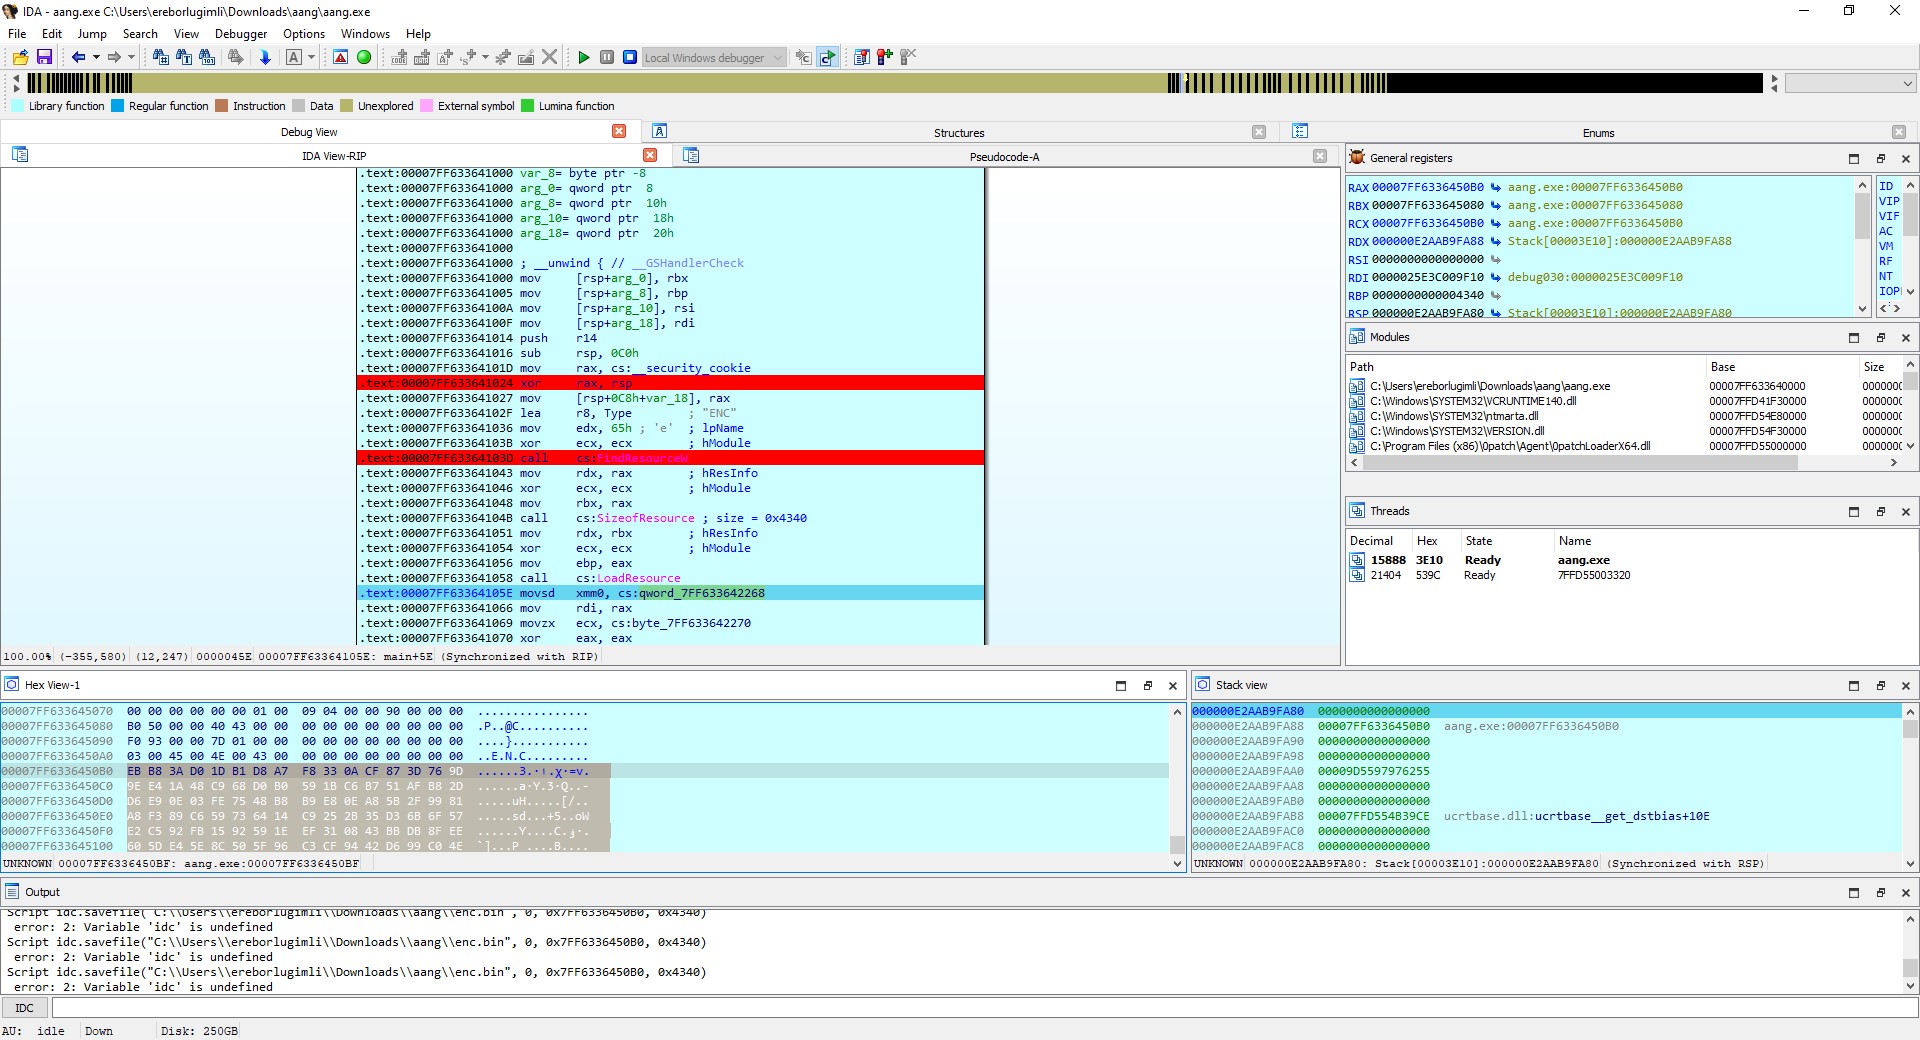 IDA - aang.exe C:\Users\ereborlugimli\Downloads\aang\aang.exe
File Edit Jump Search View Debugger Options Windows Help
Local Windows debugger
Library function Regular function Instruction Data Unexplored External symbol Lumina function
Debug View Structures Enums
IDA View-RIP Pseudocode-A
.text:00007FF633641000 var_8= byte ptr -8
.text:00007FF633641000 arg_0= qword ptr  8
.text:00007FF633641000 arg_8= qword ptr  10h
.text:00007FF633641000 arg_10= qword ptr  18h
.text:00007FF633641000 arg_18= qword ptr  20h
.text:00007FF633641000
.text:00007FF633641000 ; __unwind { // __GSHandlerCheck
.text:00007FF633641000 mov [rsp+arg_0], rbx
.text:00007FF633641005 mov [rsp+arg_8], rbp
.text:00007FF63364100A mov [rsp+arg_10], rsi
.text:00007FF63364100F mov [rsp+arg_18], rdi
.text:00007FF633641014 push r14
.text:00007FF633641016 sub rsp, 0C0h
.text:00007FF63364101D mov rax, cs:__security_cookie
.text:00007FF633641024 xor rax, rsp
.text:00007FF633641027 mov [rsp+0C8h+var_18], rax
.text:00007FF63364102F lea r8, Type ; "ENC"
.text:00007FF633641036 mov edx, 65h ; 'e' ; lpName
.text:00007FF63364103B xor ecx, ecx ; hModule
.text:00007FF63364103D call cs:FindResourceW
.text:00007FF633641043 mov rdx, rax ; hResInfo
.text:00007FF633641046 xor ecx, ecx ; hModule
.text:00007FF633641048 mov rbx, rax
.text:00007FF63364104B call cs:SizeofResource ; size = 0x4340
.text:00007FF633641051 mov rdx, rbx ; hResInfo
.text:00007FF633641054 xor ecx, ecx ; hModule
.text:00007FF633641056 mov ebp, eax
.text:00007FF633641058 call cs:LoadResource
.text:00007FF63364105E movsd xmm0, cs:qword_7FF633642268
.text:00007FF633641066 mov rdi, rax
.text:00007FF633641069 movzx ecx, cs:byte_7FF633642270
.text:00007FF633641070 xor eax, eax
100.00% (-355,580) (12,247) 0000045E 00007FF63364105E: main+5E (Synchronized with RIP)
General registers
RAX 00007FF6336450B0 aang.exe:00007FF6336450B0
RBX 00007FF633645080 aang.exe:00007FF633645080
RCX 00007FF6336450B0 aang.exe:00007FF6336450B0
RDX 000000E2AAB9FA88 Stack[00003E10]:000000E2AAB9FA88
RSI 0000000000000000
RDI 0000025E3C009F10 debug030:0000025E3C009F10
RBP 0000000000004340
RSP 000000E2AAB9FA80 Stack[00003E10]:000000E2AAB9FA80
ID
VIP
VIF
AC
VM
RF
NT
IOP
Modules
Path Base Size
C:\Users\ereborlugimli\Downloads\aang\aang.exe 00007FF633640000 0000000
C:\Windows\SYSTEM32\VCRUNTIME140.dll 00007FFD41F30000 0000000
C:\Windows\SYSTEM32\ntmarta.dll 00007FFD54E80000 0000000
C:\Windows\SYSTEM32\VERSION.dll 00007FFD54F30000 0000000
C:\Program Files (x86)\0patch\Agent\0patchLoaderX64.dll 00007FFD55000000 0000000
Threads
Decimal Hex State Name
15888 3E10 Ready aang.exe
21404 539C Ready 7FFD55003320
Hex View-1
00007FF633645070 00 00 00 00 00 00 01 00 09 04 00 00 90 00 00 00 ................
00007FF633645080 B0 50 00 00 40 43 00 00 00 00 00 00 00 00 00 00 .P..@C..........
00007FF633645090 F0 93 00 00 7D 01 00 00 00 00 00 00 00 00 00 00 ....}...........
00007FF6336450A0 03 00 45 00 4E 00 43 00 00 00 00 00 00 00 00 00 ..E.N.C.........
00007FF6336450B0 EB B8 3A D0 1D B1 D8 A7 F8 33 0A CF 87 3D 76 9D
00007FF6336450C0 9E E4 1A 48 C9 68 D0 B0 59 1B C6 B7 51 AF B8 2D
00007FF6336450D0 D6 E9 0E 03 FE 75 48 B8 B9 E8 0E A8 5B 2F 99 81 .....uH.....[/..
00007FF6336450E0 A8 F3 89 C6 59 73 64 14 C9 25 2B 35 D3 6B 6F 57
00007FF6336450F0 E2 C5 92 FB 15 92 59 1E EF 31 08 43 BB DB 8F EE
00007FF633645100 60 5D E4 5E 8C 50 5F 96 C3 CF 94 42 D6 99 C0 4E
UNKNOWN 00007FF6336450BF: aang.exe:00007FF6336450BF
Stack view
000000E2AAB9FA80 0000000000000000
000000E2AAB9FA88 00007FF6336450B0 aang.exe:00007FF6336450B0
000000E2AAB9FA90 0000000000000000
000000E2AAB9FA98 0000000000000000
000000E2AAB9FAA0 00009D5597976255
000000E2AAB9FAA8 0000000000000000
000000E2AAB9FAB0 0000000000000000
000000E2AAB9FAB8 00007FFD554B39CE ucrtbase.dll:ucrtbase__get_dstbias+10E
000000E2AAB9FAC0 0000000000000000
000000E2AAB9FAC8 0000000000000000
UNKNOWN 000000E2AAB9FA80: Stack[00003E10]:000000E2AAB9FA80 (Synchronized with RSP)
Output
Script idc.savefile("C:\\Users\\ereborlugimli\\Downloads\\aang\\enc.bin", 0, 0x7FF6336450B0, 0x4340)
error: 2: Variable 'idc' is undefined
Script idc.savefile("C:\\Users\\ereborlugimli\\Downloads\\aang\\enc.bin", 0, 0x7FF6336450B0, 0x4340)
error: 2: Variable 'idc' is undefined
Script idc.savefile("C:\\Users\\ereborlugimli\\Downloads\\aang\\enc.bin", 0, 0x7FF6336450B0, 0x4340)
error: 2: Variable 'idc' is undefined
IDC
AU: idle Down Disk: 250GB